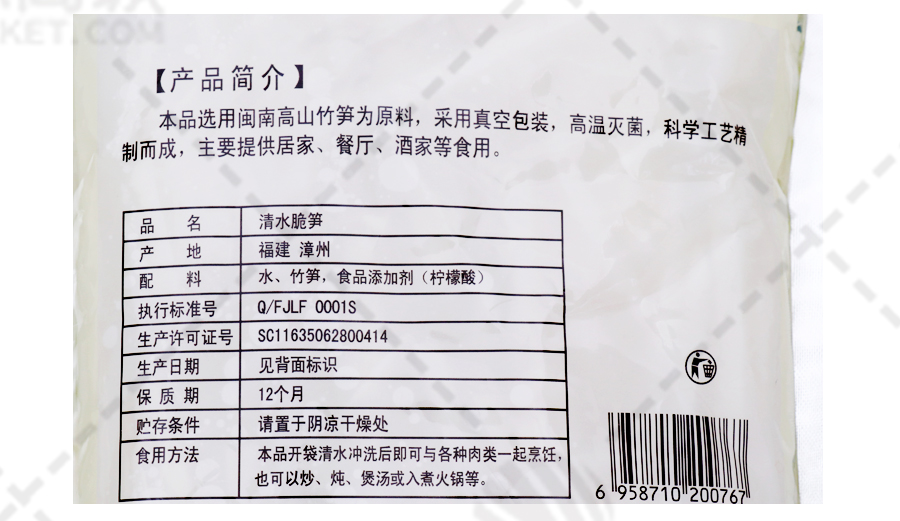 KET.COM
【产品简介】
本品选用闽南高山竹笋为原料，采用真空包装，高温灭菌，科学工艺精
制而成，主要提供居家、餐厅、酒家等食用。
品 名 清水脆笋
产 地 福建 漳州
配 料 水、竹笋，食品添加剂（柠檬酸）
执行标准号 Q/FJLF 0001S
生产许可证号 SC11635062800414
生产日期 见背面标识
保 质 期 12个月
贮存条件 请置于阴凉干燥处
食用方法 本品开袋清水冲洗后即可与各种肉类一起烹饪，
也可以炒、炖、煲汤或入煮火锅等。
6 958710 200767